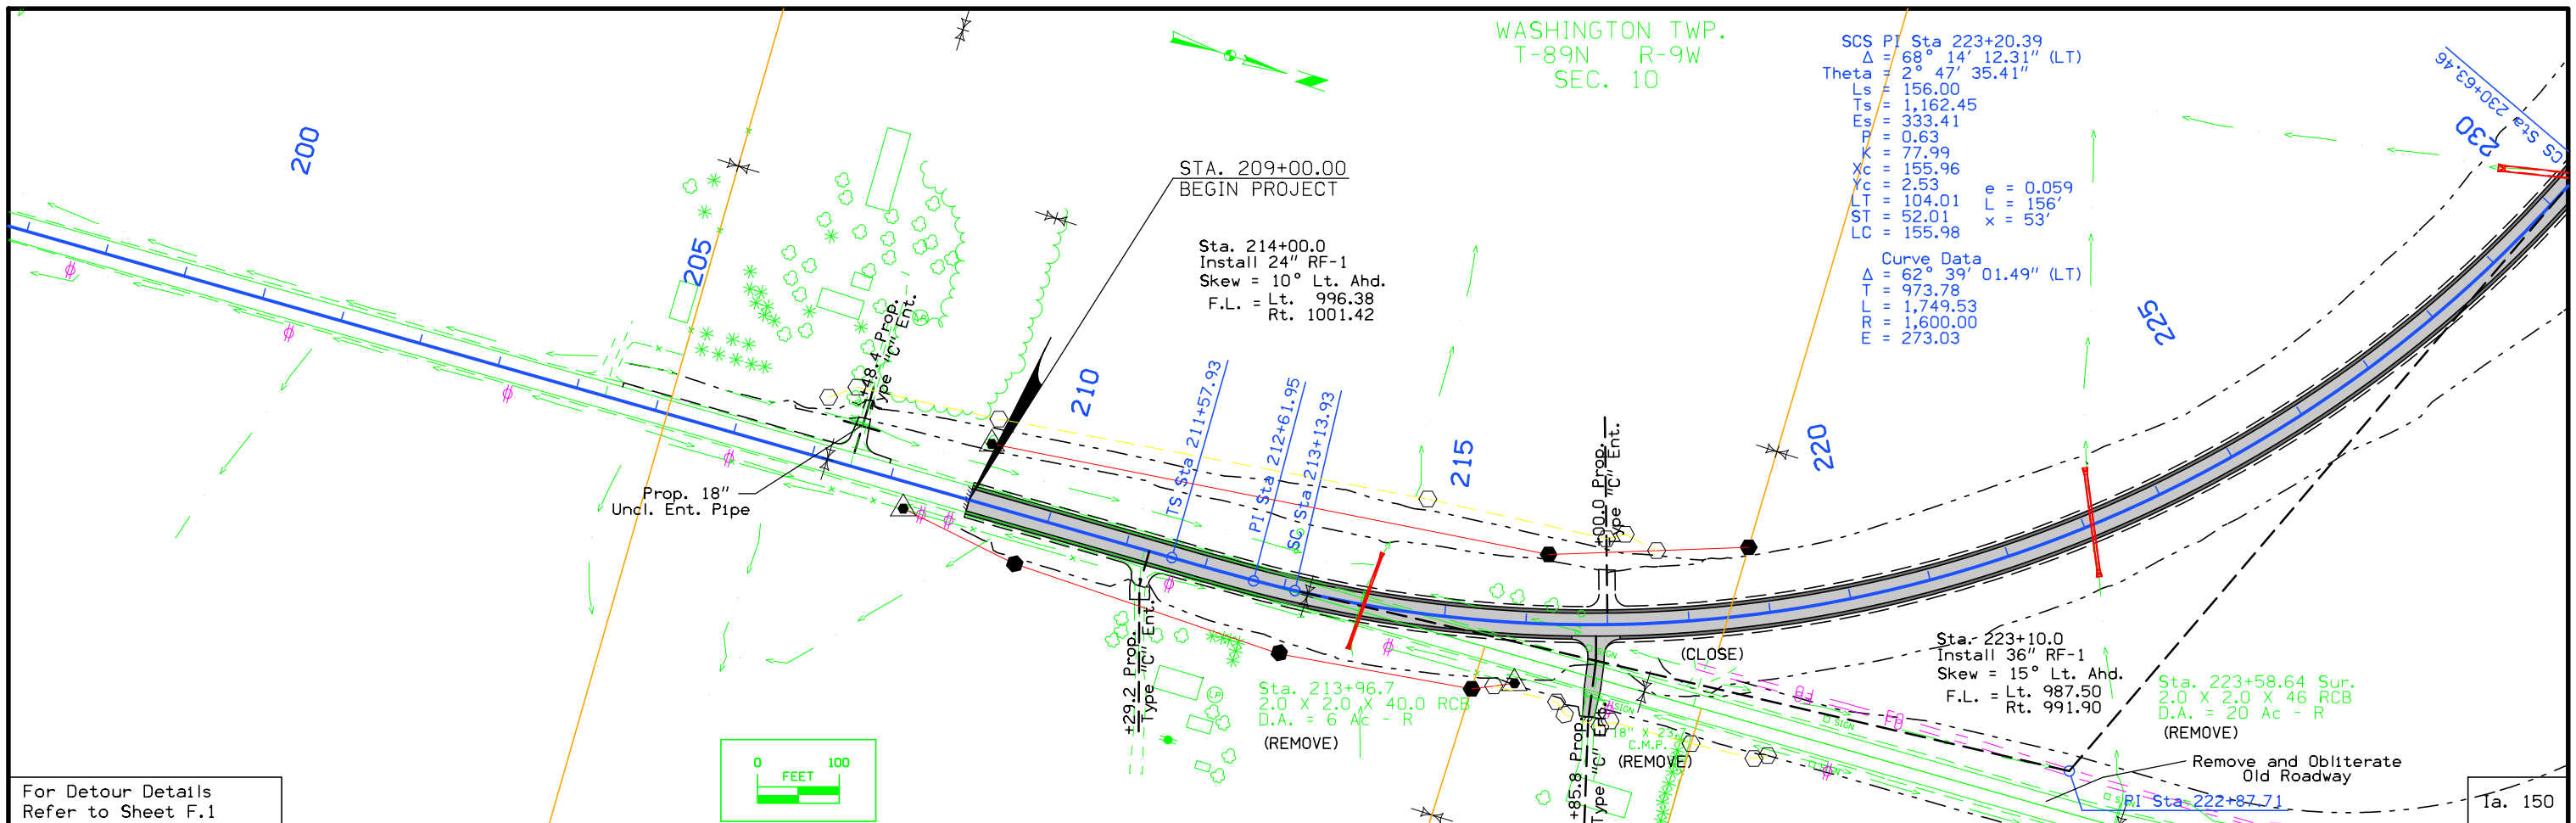 WASHINGTON TWP.
T-89N R-9W
SEC. 10
SCS PI Sta 223+20.39
Δ = 68° 14' 12.31" (LT)
Theta = 2° 47' 35.41"
Ls = 156.00
Ts = 1,162.45
Es = 333.41
P = 0.63
K = 77.99
Xc = 155.96
Yc = 2.53
LT = 104.01
ST = 52.01
LC = 155.98
e = 0.059
L = 156'
x = 53'
Curve Data
Δ = 62° 39' 01.49" (LT)
T = 973.78
L = 1,749.53
R = 1,600.00
E = 273.03
CS Sta 230+63.46
230
200
205
210
215
220
225
STA. 209+00.00
BEGIN PROJECT
Sta. 214+00.0
Install 24" RF-1
Skew = 10° Lt. Ahd.
F.L. = Lt. 996.38
Rt. 1001.42
+48.4 Prop.
Type "C" Ent.
TS Sta 211+57.93
PI Sta 212+61.95
SC Sta 213+13.93
Prop. 18"
Uncl. Ent. Pipe
+00.0 Prop.
Type "C" Ent.
+29.2 Prop.
Type "C" Ent.
LP
Sta. 213+96.7
2.0 X 2.0 X 40.0 RCB
D.A. = 6 Ac - R
(REMOVE)
SIGN
SIGN
(CLOSE)
+85.8 Prop.
Type "C" Ent.
C.M.P.
(REMOVE)
SIGN
SIGN
Sta. 223+10.0
Install 36" RF-1
Skew = 15° Lt. Ahd.
F.L. = Lt. 987.50
Rt. 991.90
Sta. 223+58.64 Sur.
2.0 X 2.0 X 46 RCB
D.A. = 20 Ac - R
(REMOVE)
Remove and Obliterate
Old Roadway
PI Sta 222+87.71
0 100
FEET
For Detour Details
Refer to Sheet F.1
Ia. 150